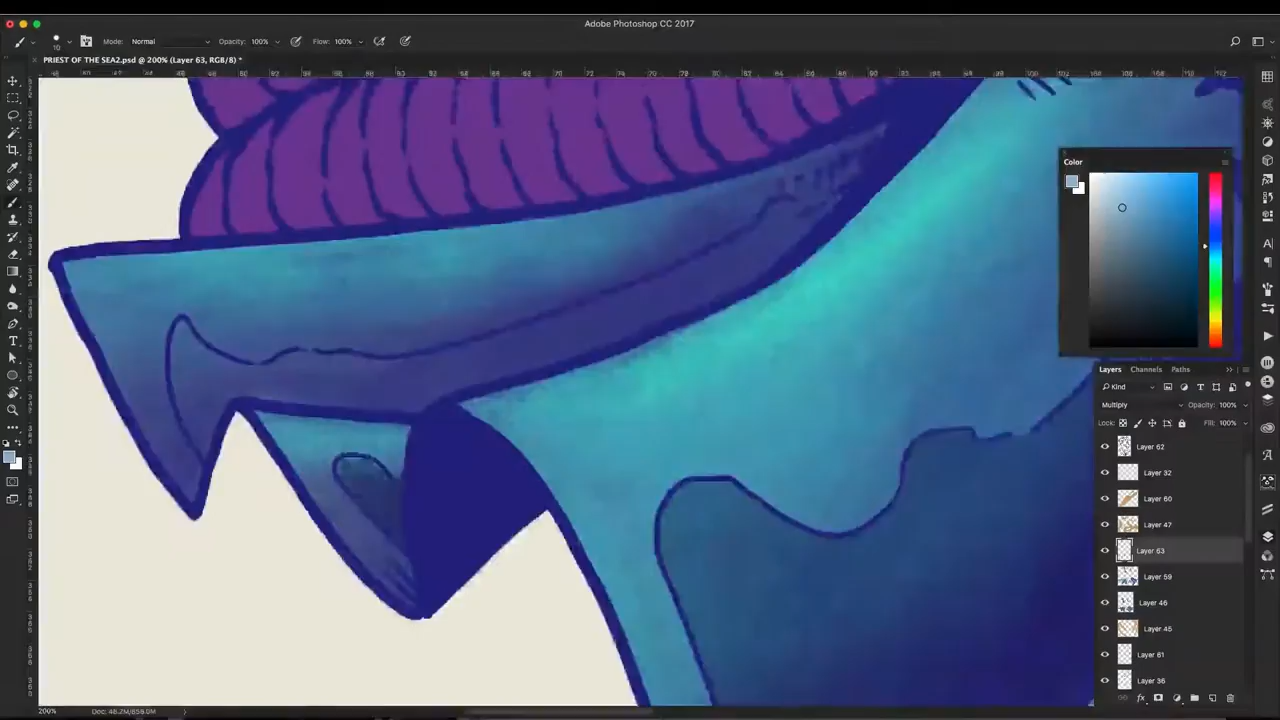 Adobe Photoshop CC 2017
10
Mode: Normal
Opacity: 100%
Flow: 100%
PRIEST OF THE SEA2.psd @ 200% (Layer 63, RGB/8) *
Color
Layers
Channels
Paths
Kind
Multiply
Opacity: 100%
Lock:
Fill: 100%
Layer 62
Layer 32
Layer 60
Layer 47
Layer 63
Layer 59
Layer 46
Layer 45
Layer 61
Layer 36
200%